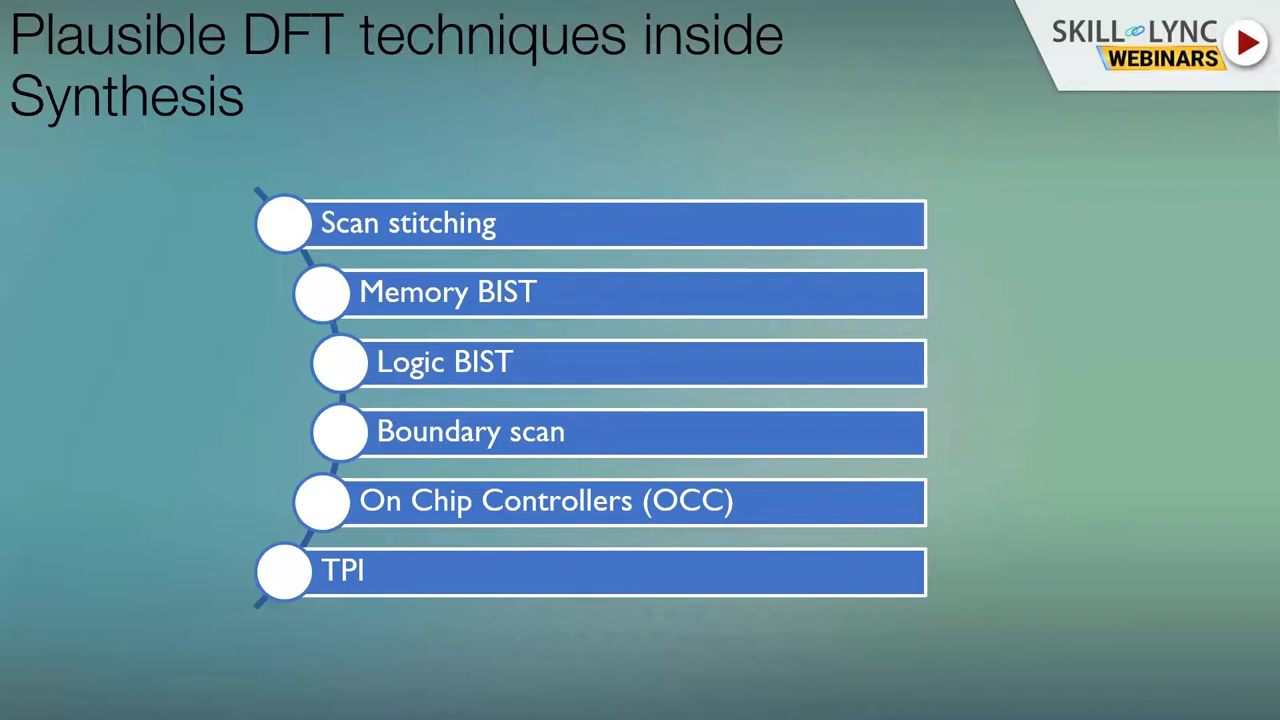 Plausible DFT techniques inside
Synthesis
SKILL LYNC
WEBINARS
Scan stitching
Memory BIST
Logic BIST
Boundary scan
On Chip Controllers (OCC)
TPI